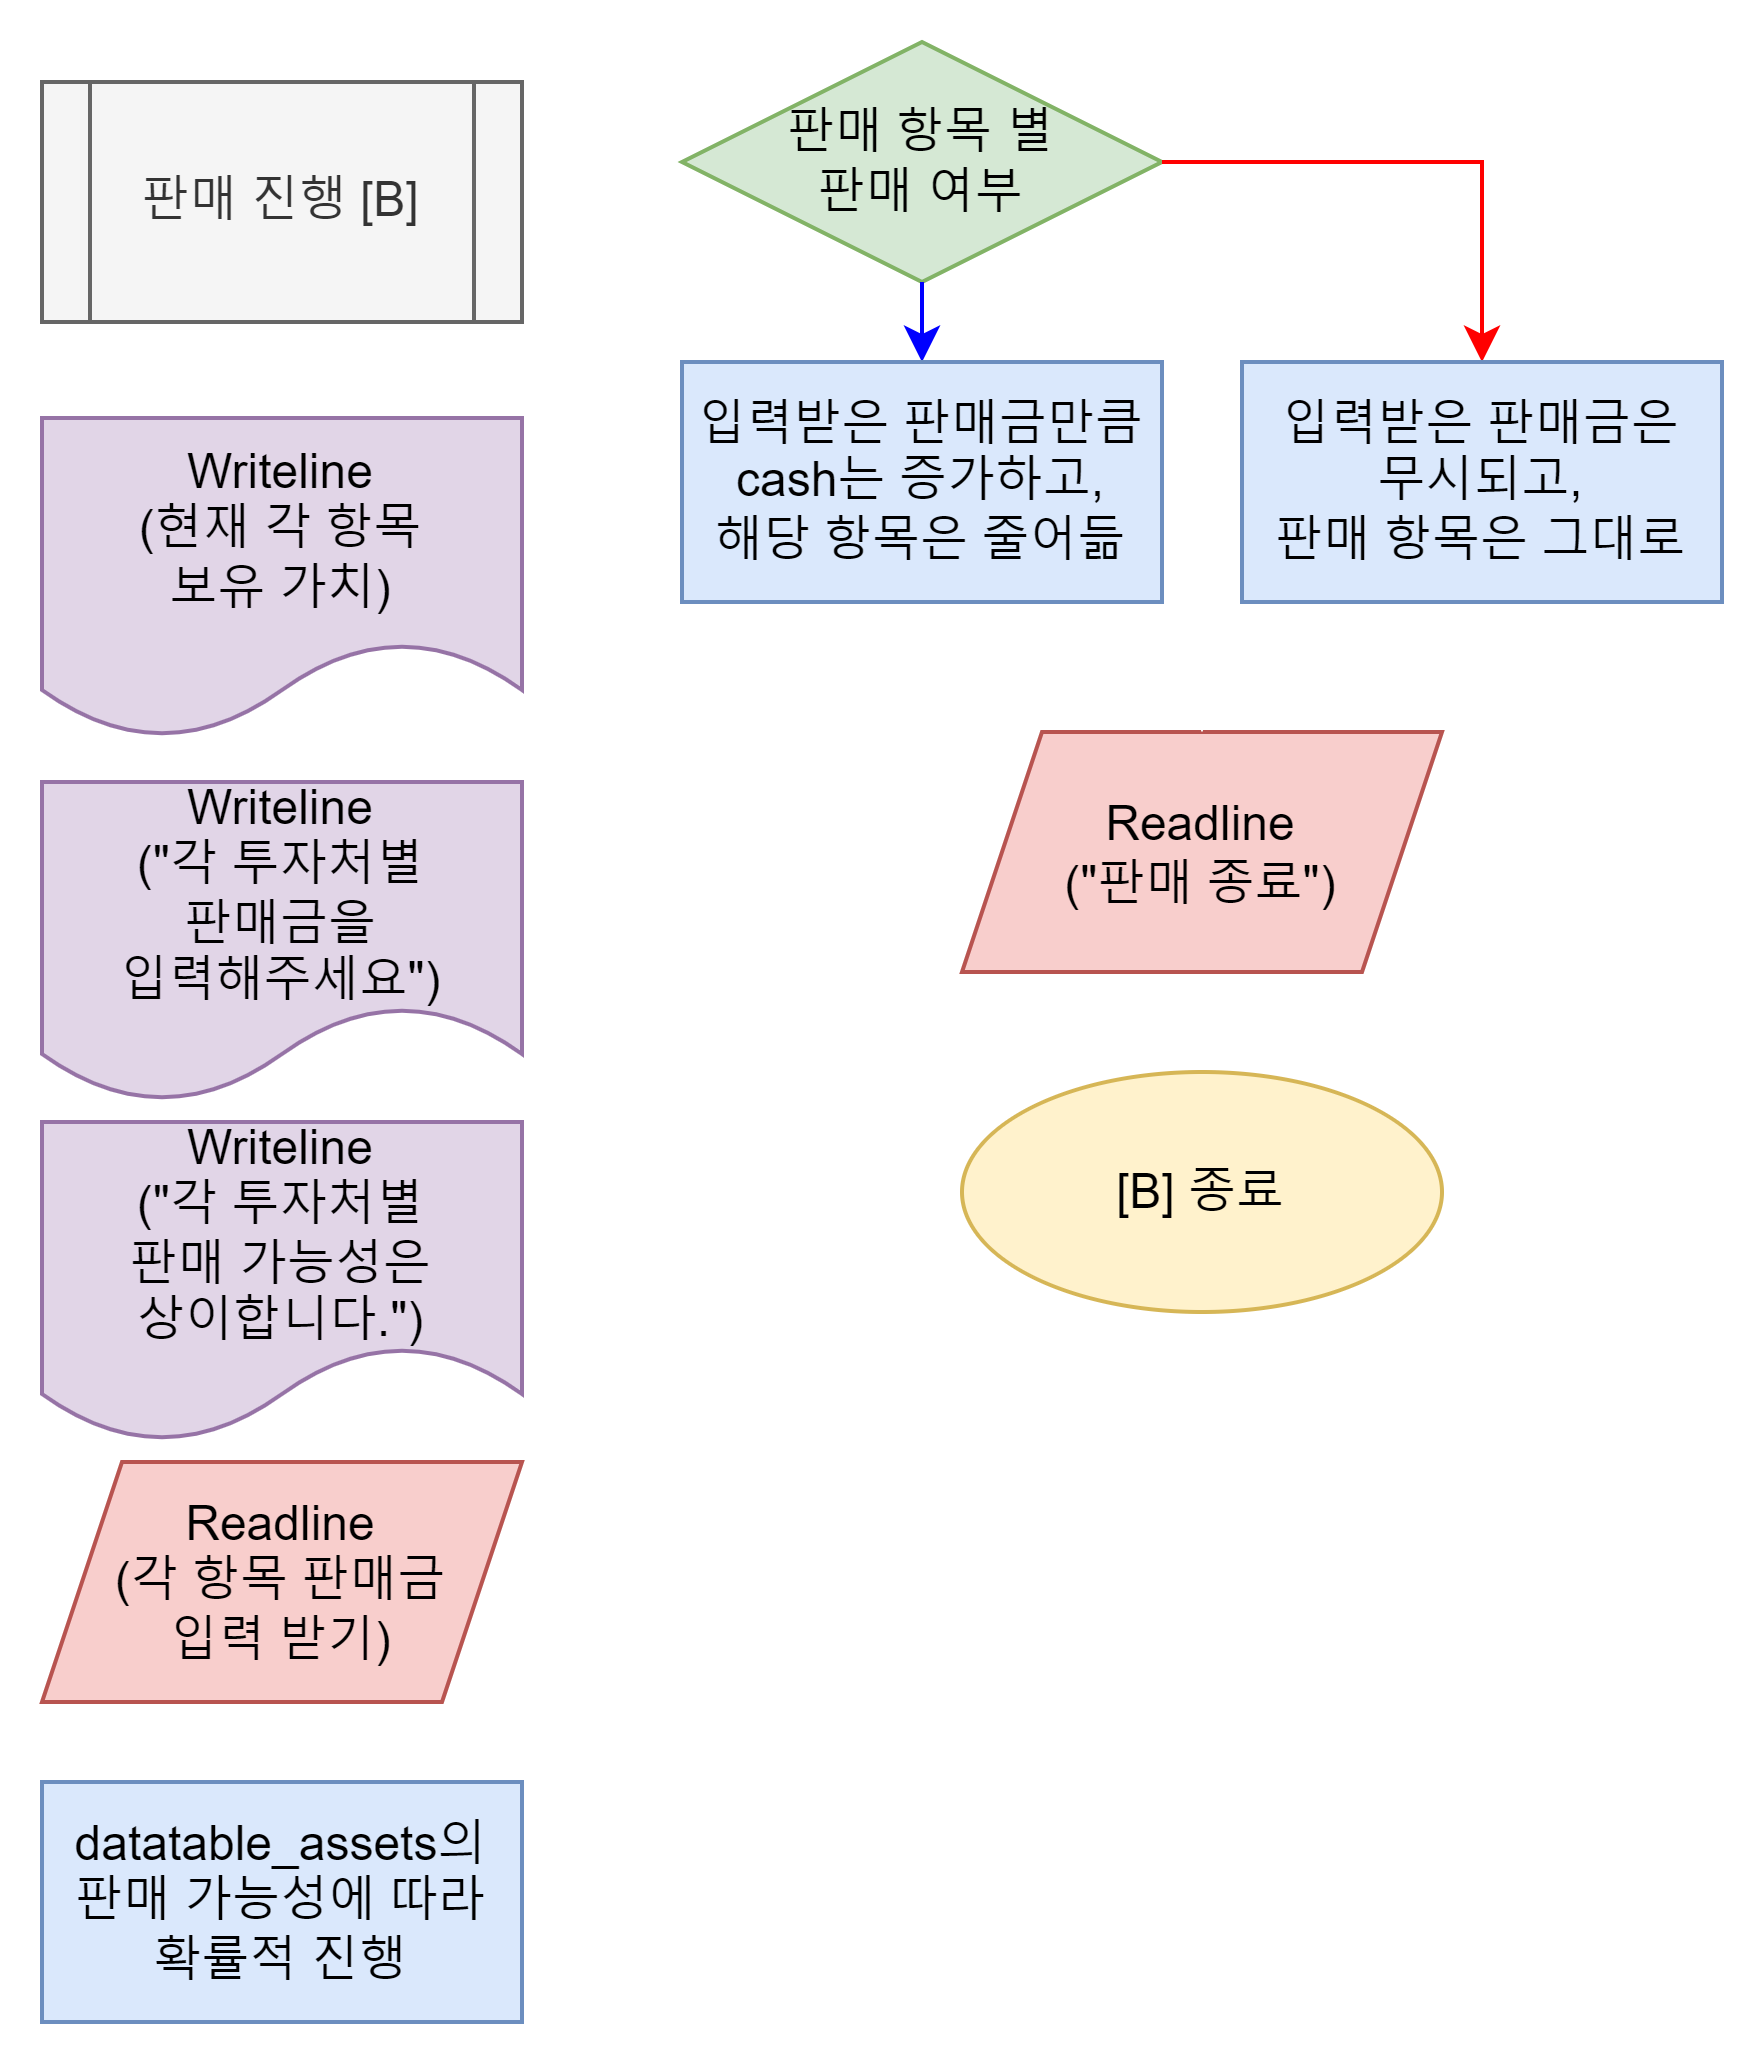 판매 진행 [B]
Writeline
(현재 각 항목
보유 가치)
Writeline
("각 투자처별
판매금을
입력해주세요")
Writeline
("각 투자처별
판매 가능성은
상이합니다.")
Readline
(각 항목 판매금
입력 받기)
datatable_assets의
판매 가능성에 따라
확률적 진행
판매 항목 별
판매 여부
입력받은 판매금만큼
cash는 증가하고,
해당 항목은 줄어듦
입력받은 판매금은
무시되고,
판매 항목은 그대로
Readline
("판매 종료")
[B] 종료